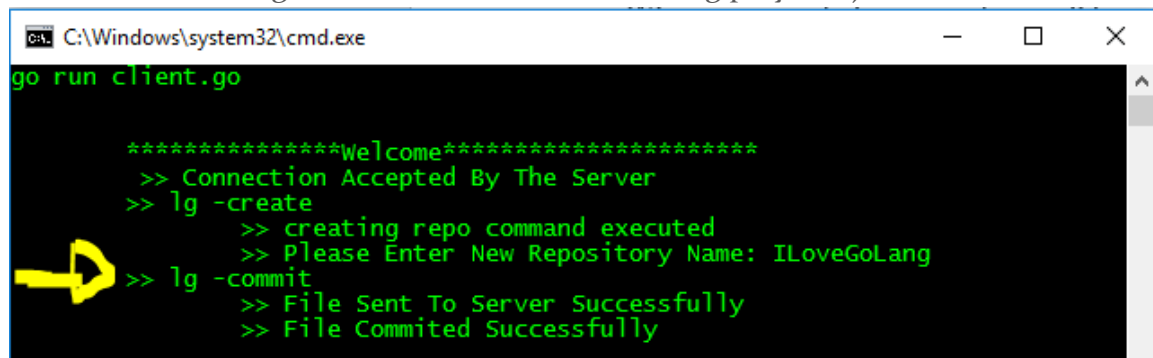 C:\Windows\system32\cmd.exe
go run client.go
***************Welcome**********************
>> Connection Accepted By The Server
>> lg -create
>> creating repo command executed
>> Please Enter New Repository Name: ILoveGoLang
>> lg -commit
>> File Sent To Server Successfully
>> File Commited Successfully